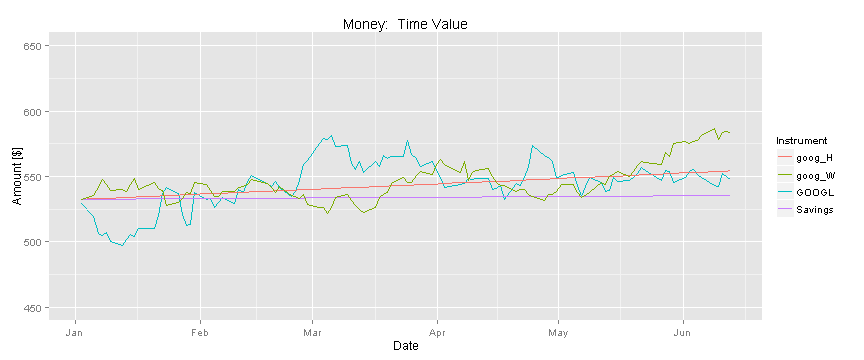 Money:  Time Value
Amount [$]
650
600
550
500
450
Jan
Feb
Mar
Apr
May
Jun
Date
Instrument
goog_H
goog_W
GOOGL
Savings